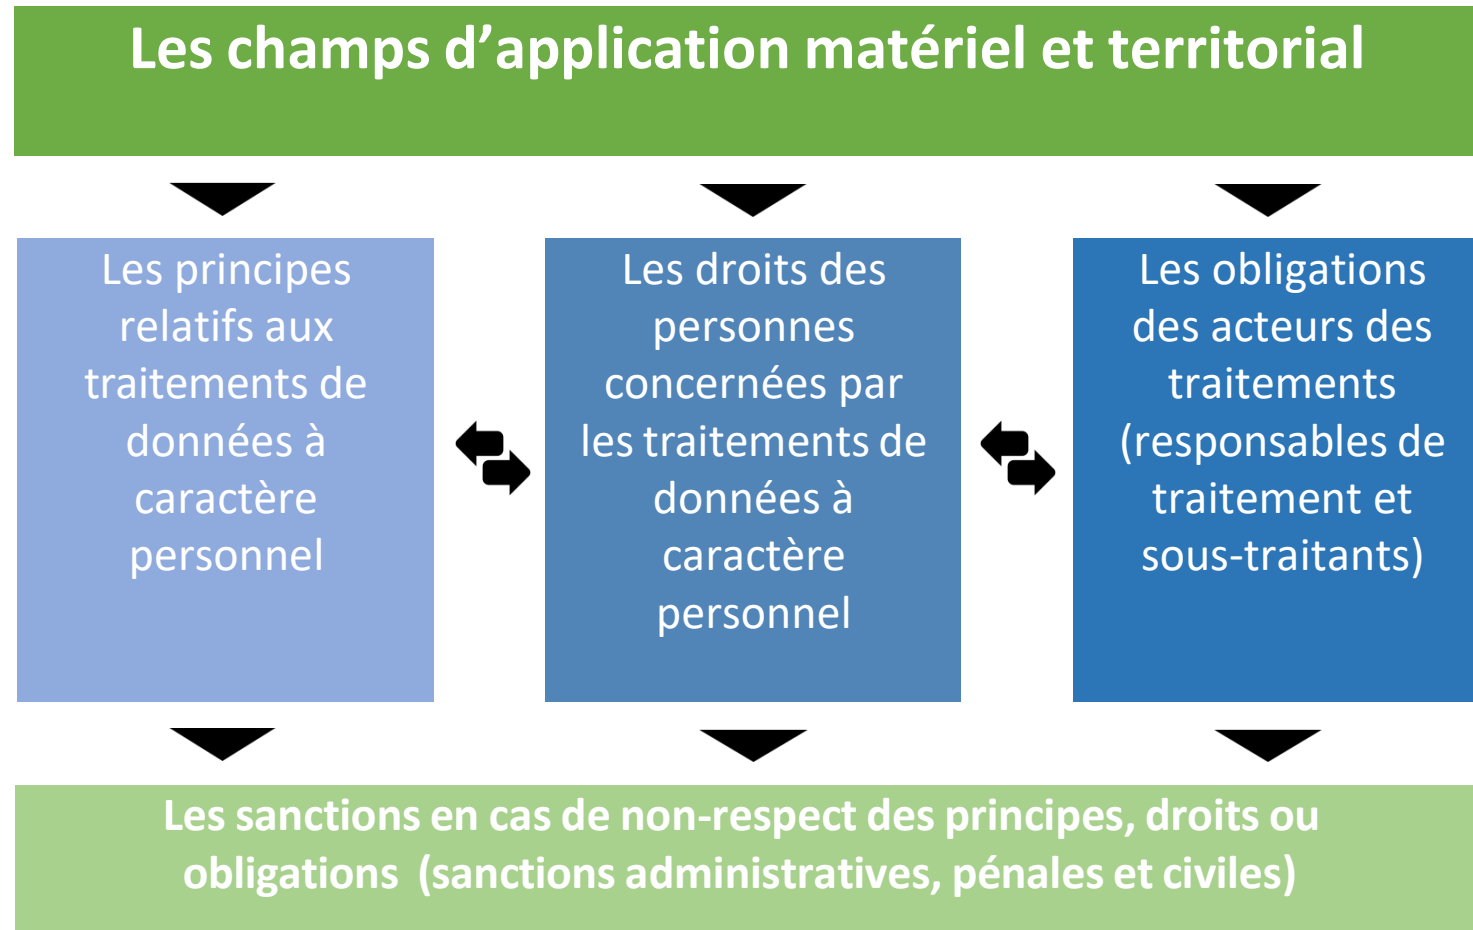 Les champs d’application matériel et territorial
Les principes
relatifs aux
traitements de
données à
caractère
personnel
Les droits des
personnes
concernées par
les traitements de
données à
caractère
personnel
Les obligations
des acteurs des
traitements
(responsables de
traitement et
sous-traitants)
Les sanctions en cas de non-respect des principes, droits ou
obligations  (sanctions administratives, pénales et civiles)